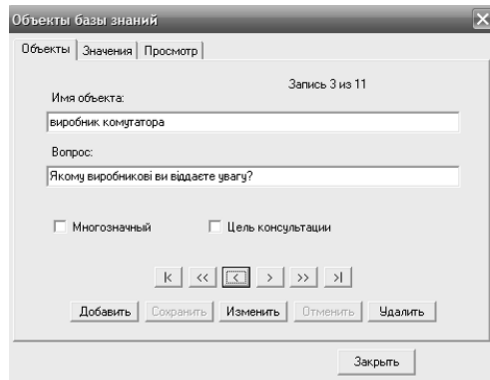 Объекты базы знаний
Объекты Значения Просмотр
Запись 3 из 11
Имя объекта:
виробник комутатора
Вопрос:
Якому виробникові ви віддаєте увагу?
Многозначный Цель консультации
Добавить Сохранить Изменить Отменить Удалить
Закрыть